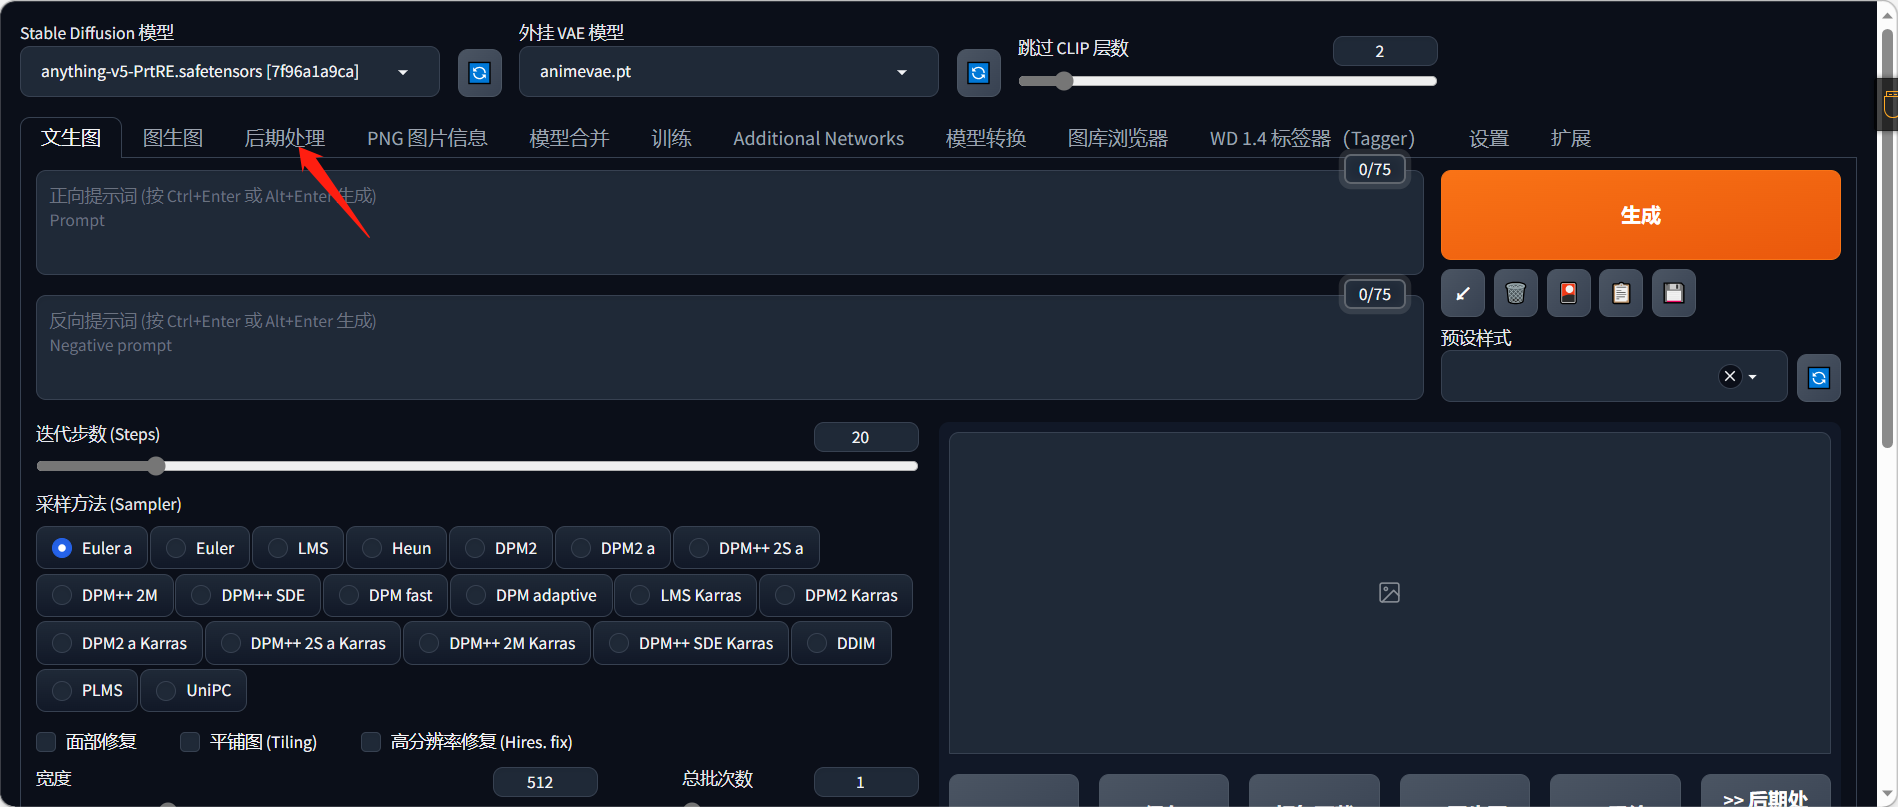 Stable Diffusion 模型
外挂 VAE 模型
跳过 CLIP 层数
2
anything-v5-PrtRE.safetensors [7f96a1a9ca]
animevae.pt
文生图
图生图
后期处理
PNG 图片信息
模型合并
训练
Additional Networks
模型转换
图库浏览器
WD 1.4 标签器（Tagger）
设置
扩展
0/75
正向提示词 (按 Ctrl+Enter 或 Alt+Enter 生成)
Prompt
生成
0/75
反向提示词 (按 Ctrl+Enter 或 Alt+Enter 生成)
Negative prompt
预设样式
迭代步数 (Steps)
20
采样方法 (Sampler)
Euler a
Euler
LMS
Heun
DPM2
DPM2 a
DPM++ 2S a
DPM++ 2M
DPM++ SDE
DPM fast
DPM adaptive
LMS Karras
DPM2 Karras
DPM2 a Karras
DPM++ 2S a Karras
DPM++ 2M Karras
DPM++ SDE Karras
DDIM
PLMS
UniPC
面部修复
平铺图 (Tiling)
高分辨率修复 (Hires. fix)
宽度
512
总批次数
1
>> 后期处